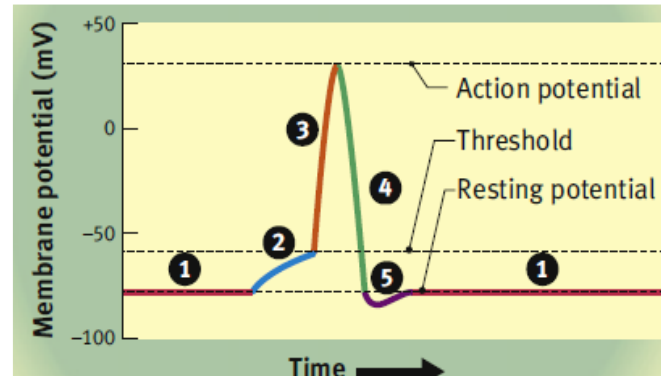 Membrane potential (mV)
+50
0
−50
−100
Action potential
Threshold
Resting potential
3
4
2
1
5
1
Time